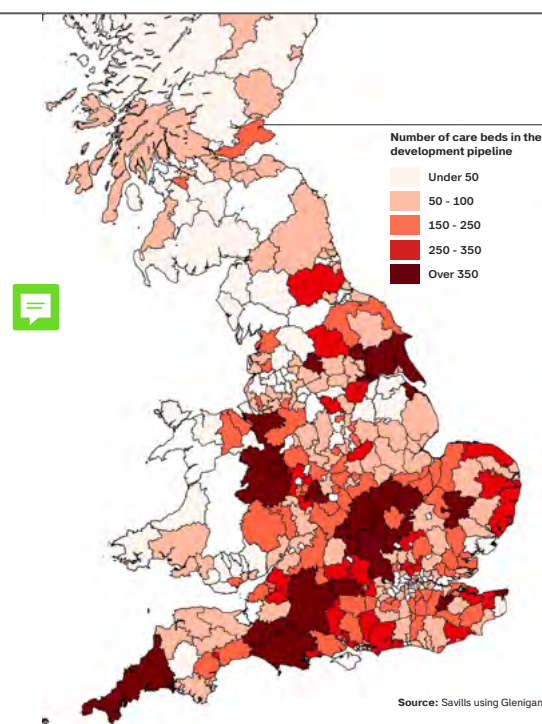 Number of care beds in the
development pipeline
Under 50
50 - 100
150 - 250
250 - 350
Over 350
Source: Savills using Glenigan